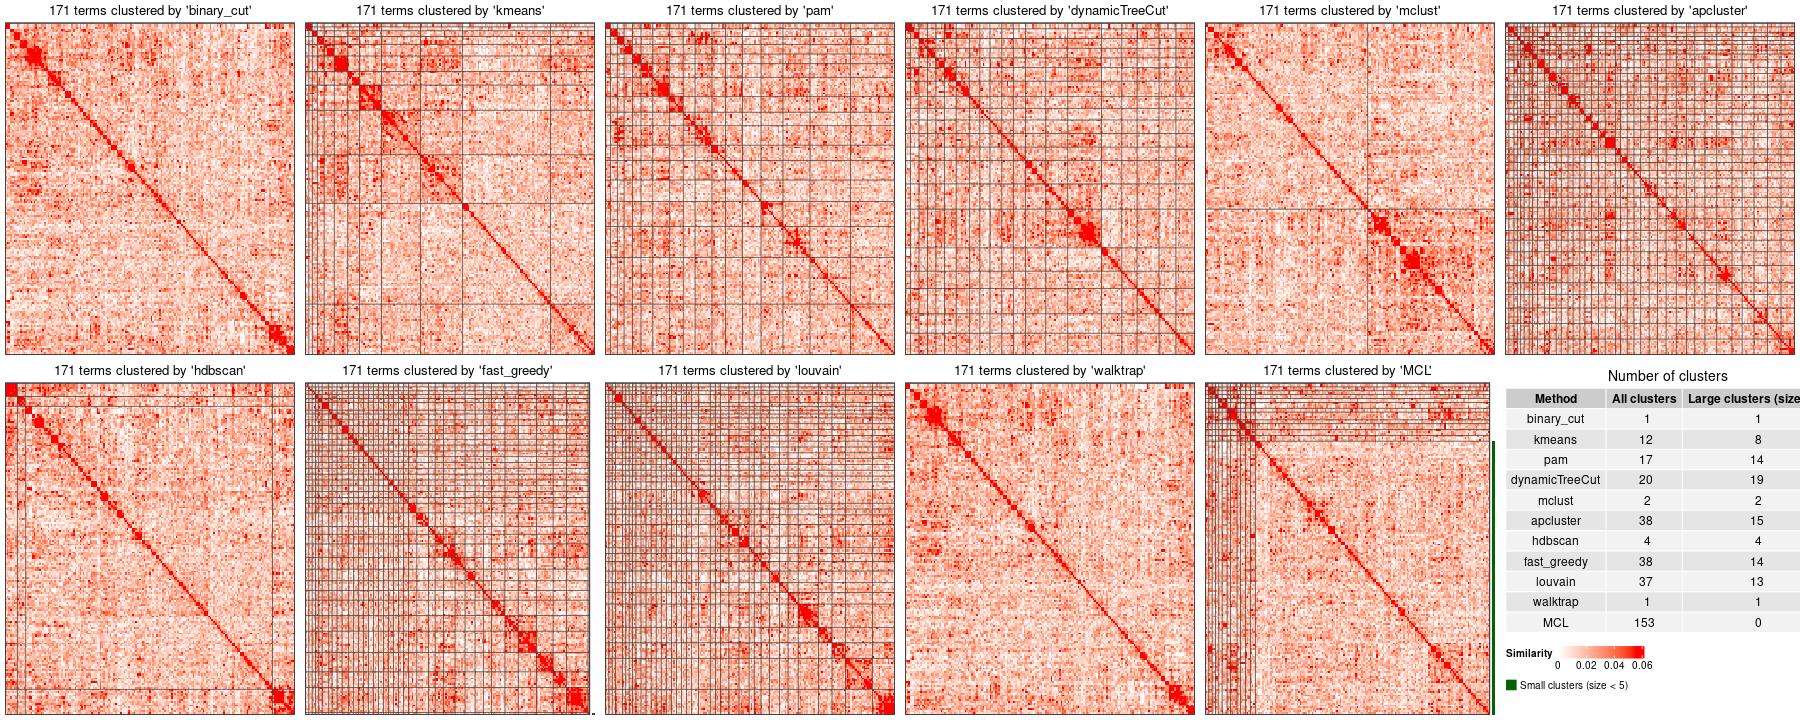 171 terms clustered by 'binary_cut'
171 terms clustered by 'kmeans'
171 terms clustered by 'pam'
171 terms clustered by 'dynamicTreeCut'
171 terms clustered by 'mclust'
171 terms clustered by 'apcluster'
171 terms clustered by 'hdbscan'
171 terms clustered by 'fast_greedy'
171 terms clustered by 'louvain'
171 terms clustered by 'walktrap'
171 terms clustered by 'MCL'
Number of clusters
Method All clusters Large clusters (size
binary_cut 1 1
kmeans 12 8
pam 17 14
dynamicTreeCut 20 19
mclust 2 2
apcluster 38 15
hdbscan 4 4
fast_greedy 38 14
louvain 37 13
walktrap 1 1
MCL 153 0
Similarity
0 0.02 0.04 0.06
Small clusters (size < 5)